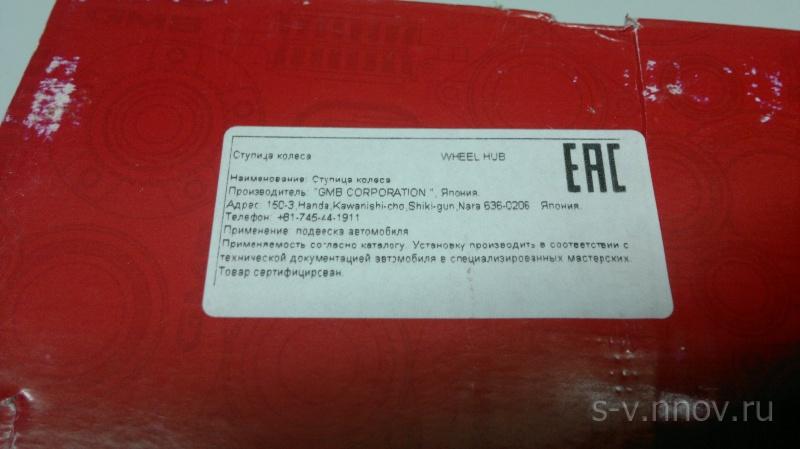 GMB
Ступица колеса WHEEL HUB EAC
Наименование: Ступица колеса
Производитель: "GMB CORPORATION ", Япония.
Адрес: 150-3,Handa,Kawanishi-cho,Shiki-gun,Nara 636-0206 Япония.
Телефон: +81-745-44-1911
Применение: подвеска автомобиля
Применяемость согласно каталогу. Установку производить в соответствии с
технической документацией автомобиля в специализированных мастерских.
Товар сертифицирован.
s-v.nnov.ru